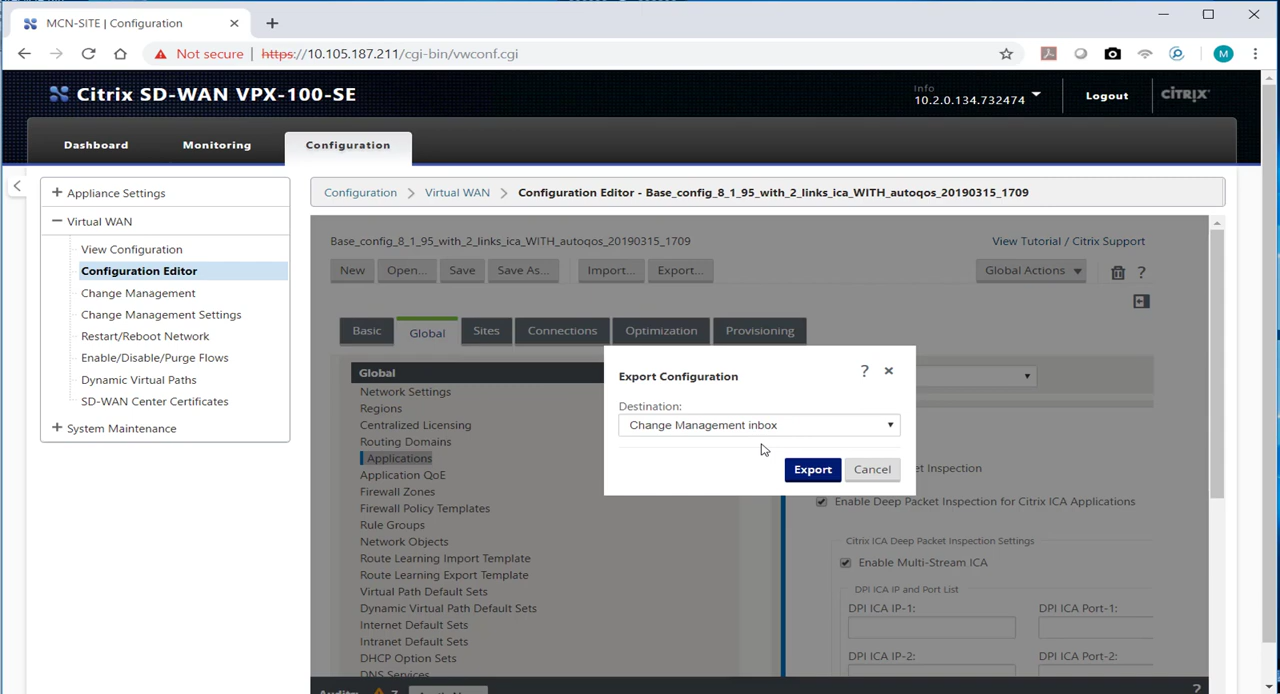 MCN-SITE | Configuration
Not secure | https://10.105.187.211/cgi-bin/vwconf.cgi
M
Citrix SD-WAN VPX-100-SE
Info
10.2.0.134.732474
Logout
CITRIX
Dashboard
Monitoring
Configuration
Appliance Settings
Virtual WAN
View Configuration
Configuration Editor
Change Management
Change Management Settings
Restart/Reboot Network
Enable/Disable/Purge Flows
Dynamic Virtual Paths
SD-WAN Center Certificates
System Maintenance
Configuration > Virtual WAN > Configuration Editor - Base_config_8_1_95_with_2_links_ica_WITH_autoqos_20190315_1709
Base_config_8_1_95_with_2_links_ica_WITH_autoqos_20190315_1709
View Tutorial / Citrix Support
New
Open...
Save
Save As...
Import...
Export...
Global Actions
?
Basic
Global
Sites
Connections
Optimization
Provisioning
Global
Network Settings
Regions
Centralized Licensing
Routing Domains
Applications
Application QoE
Firewall Zones
Firewall Policy Templates
Rule Groups
Network Objects
Route Learning Import Template
Route Learning Export Template
Virtual Path Default Sets
Dynamic Virtual Path Default Sets
Internet Default Sets
Intranet Default Sets
DHCP Option Sets
DNS Services
Export Configuration
?
Destination:
Change Management inbox
Export
Cancel
Inspection
Enable Deep Packet Inspection for Citrix ICA Applications
Citrix ICA Deep Packet Inspection Settings
Enable Multi-Stream ICA
DPI ICA IP and Port List
DPI ICA IP-1:
DPI ICA Port-1:
DPI ICA IP-2:
DPI ICA Port-2:
?